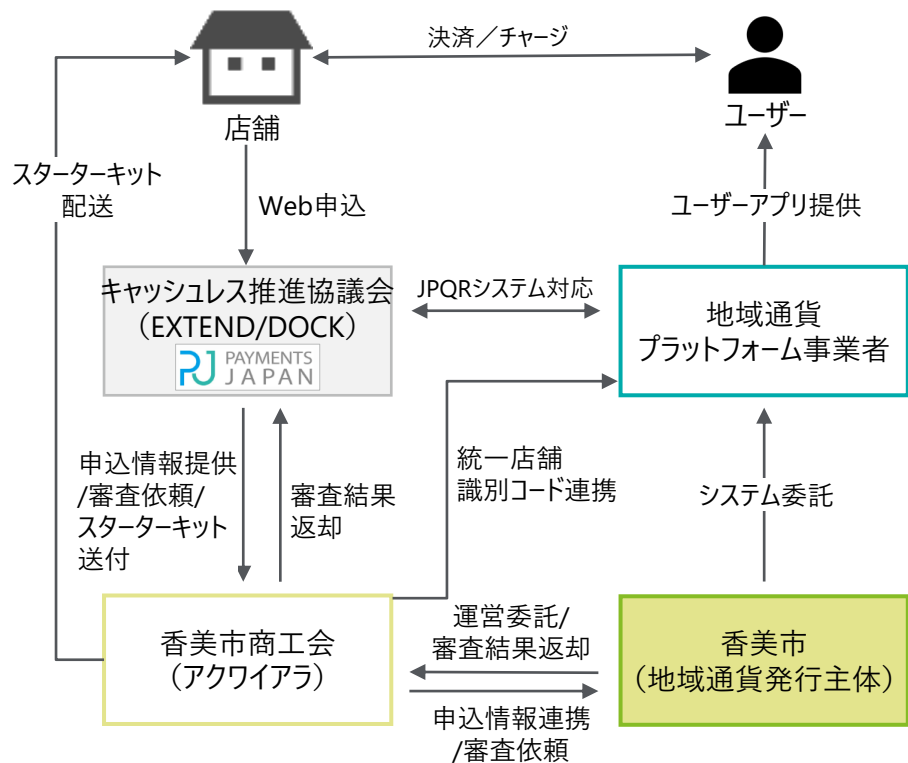 決済／チャージ
店舗
ユーザー
スターターキット
配送
Web申込
ユーザーアプリ提供
キャッシュレス推進協議会
（EXTEND/DOCK）
PAYMENTS
JAPAN
JPQRシステム対応
地域通貨
プラットフォーム事業者
申込情報提供
/審査依頼/
スターターキット
送付
審査結果
返却
統一店舗
識別コード連携
システム委託
香美市商工会
（アクワイアラ）
運営委託/
審査結果返却
申込情報連携
/審査依頼
香美市
（地域通貨発行主体）